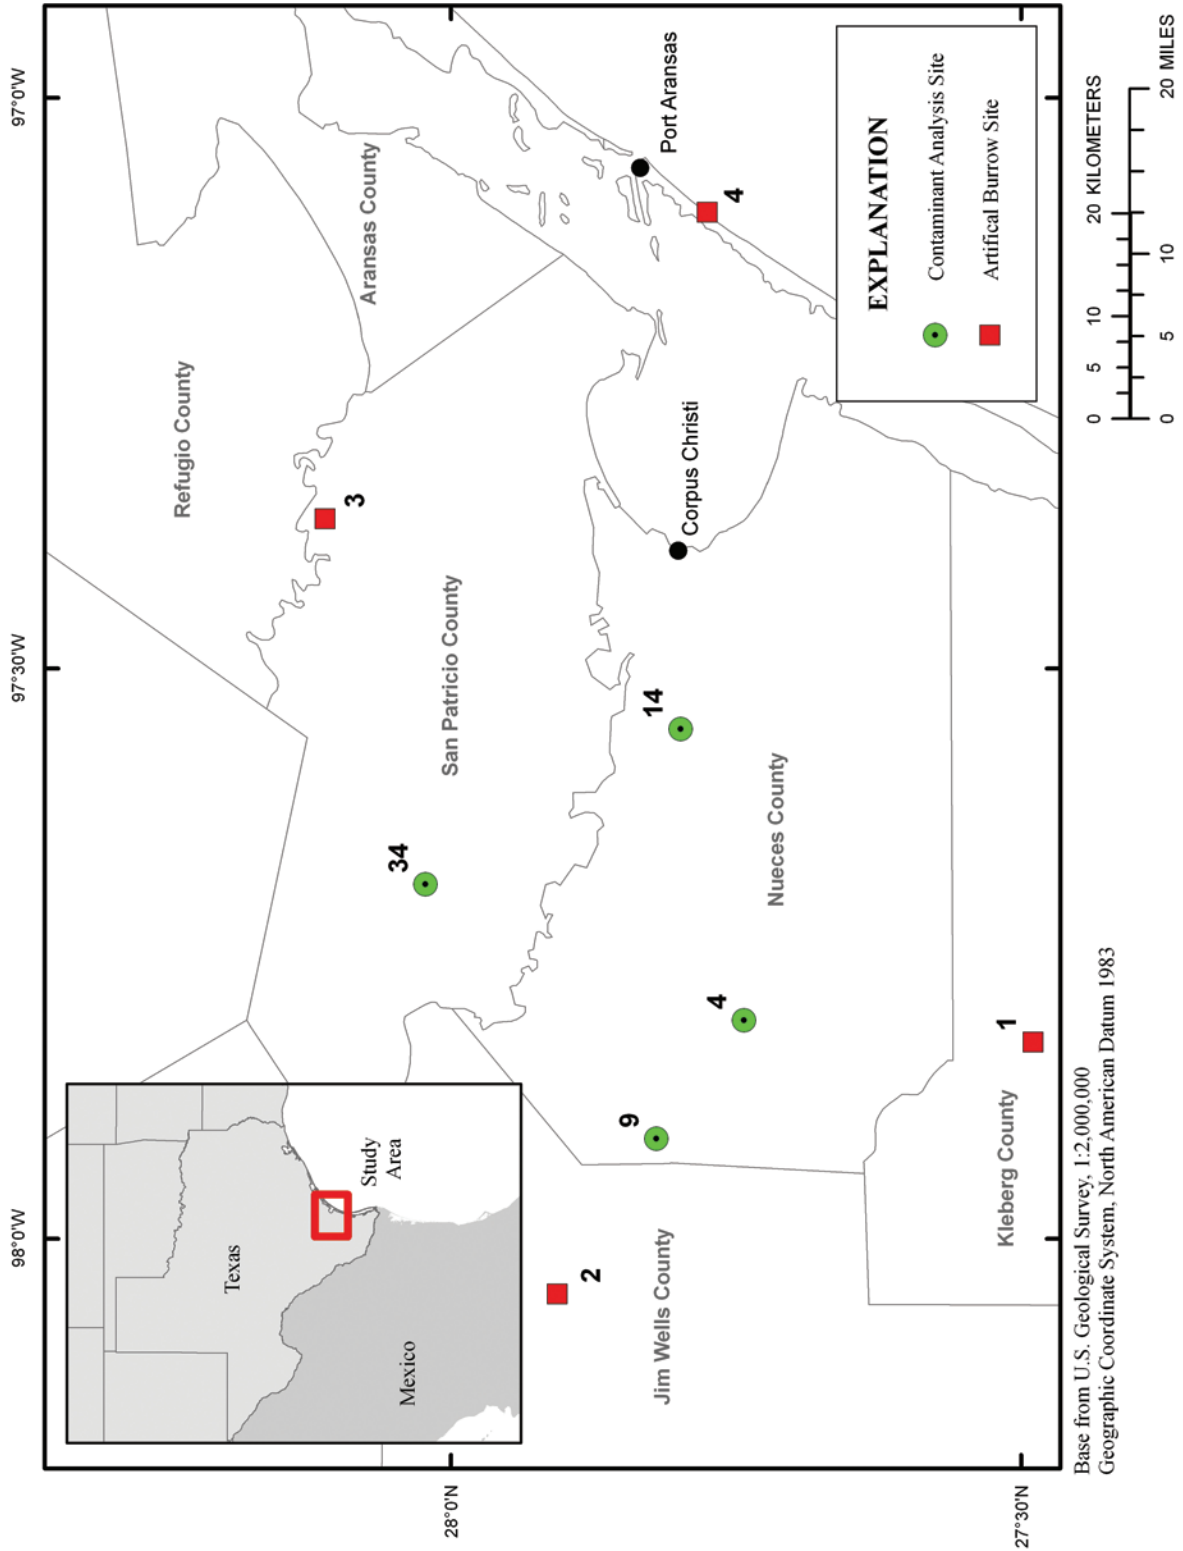 98°0'W
97°30'W
97°0'W
28°0'N
27°30'N
Texas
Mexico
Study
Area
Refugio County
Aransas County
3
San Patricio County
34
Port Aransas
4
Corpus Christi
14
Nueces County
4
9
2
Jim Wells County
1
Kleberg County
EXPLANATION
Contaminant Analysis Site
Artifical Burrow Site
0 5 10 20 KILOMETERS
0 5 10 20 MILES
Base from U.S. Geological Survey, 1:2,000,000
Geographic Coordinate System, North American Datum 1983